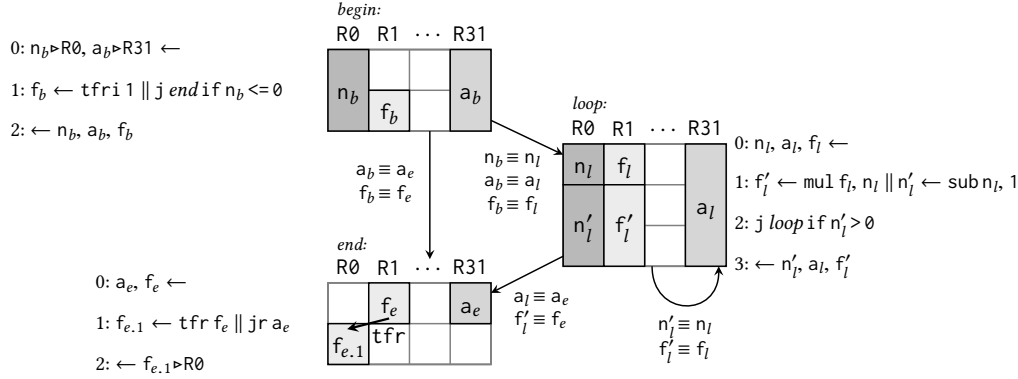 begin:
R0 R1 ··· R31
0: n_b▹R0, a_b▹R31 ←
1: f_b ← tfri 1 ∥ j end if n_b <= 0
2: ← n_b, a_b, f_b
n_b
f_b
a_b
a_b ≡ a_e
f_b ≡ f_e
n_b ≡ n_l
a_b ≡ a_l
f_b ≡ f_l
loop:
R0 R1 ··· R31
n_l f_l
n′_l f′_l
a_l
0: n_l, a_l, f_l ←
1: f′_l ← mul f_l, n_l ∥ n′_l ← sub n_l, 1
2: j loop if n′_l > 0
3: ← n′_l, a_l, f′_l
n′_l ≡ n_l
f′_l ≡ f_l
a_l ≡ a_e
f′_l ≡ f_e
end:
R0 R1 ··· R31
0: a_e, f_e ←
1: f_{e.1} ← tfr f_e ∥ jr a_e
2: ← f_{e.1}▹R0
f_e
a_e
f_{e.1}
tfr